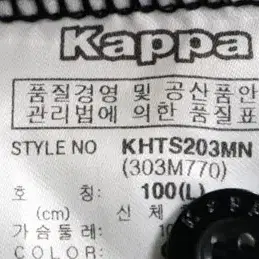 Kappa
품질경영 및 공산품안
관리법에 의한 품질표
STYLE NO KHTS203MN
(303M770)
호 칭: 100(L)
(cm) 신 체
가슴둘레: 10
COLOR: